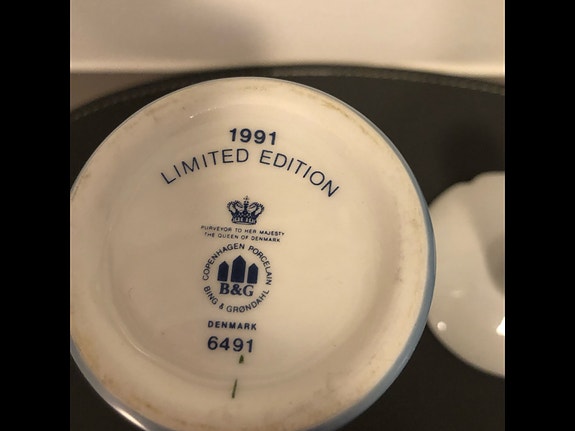 1991
LIMITED EDITION
PURVEYOR TO HER MAJESTY
THE QUEEN OF DENMARK
COPENHAGEN PORCELAIN
B&G
BING & GRØNDAHL
DENMARK
6491